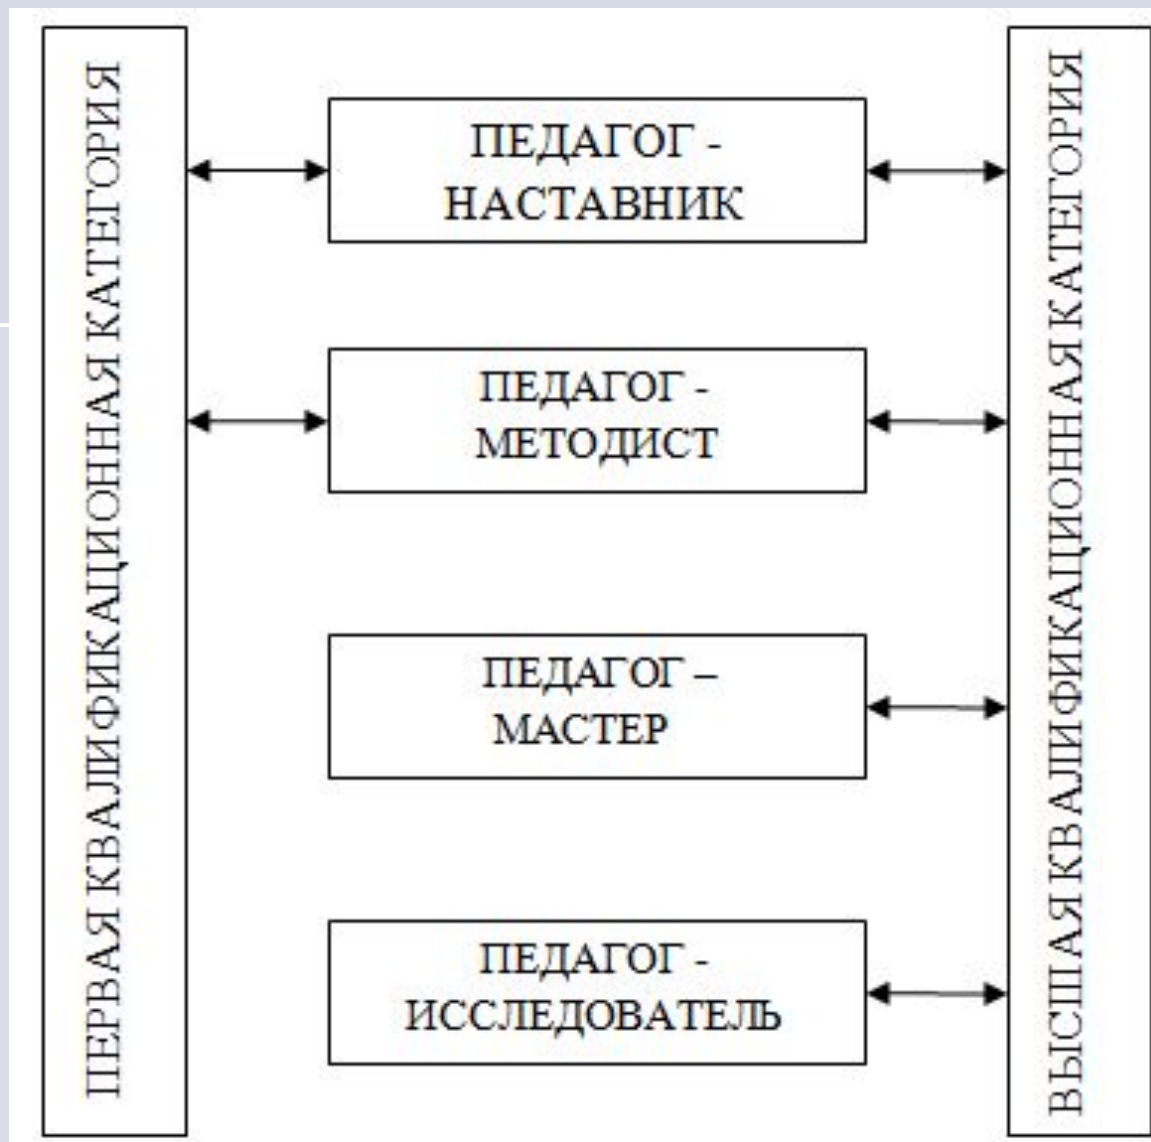 ПЕРВАЯ КВАЛИФИКАЦИОННАЯ КАТЕГОРИЯ
ПЕДАГОГ -
НАСТАВНИК
ПЕДАГОГ -
МЕТОДИСТ
ПЕДАГОГ –
МАСТЕР
ПЕДАГОГ -
ИССЛЕДОВАТЕЛЬ
ВЫСШАЯ КВАЛИФИКАЦИОННАЯ КАТЕГОРИЯ